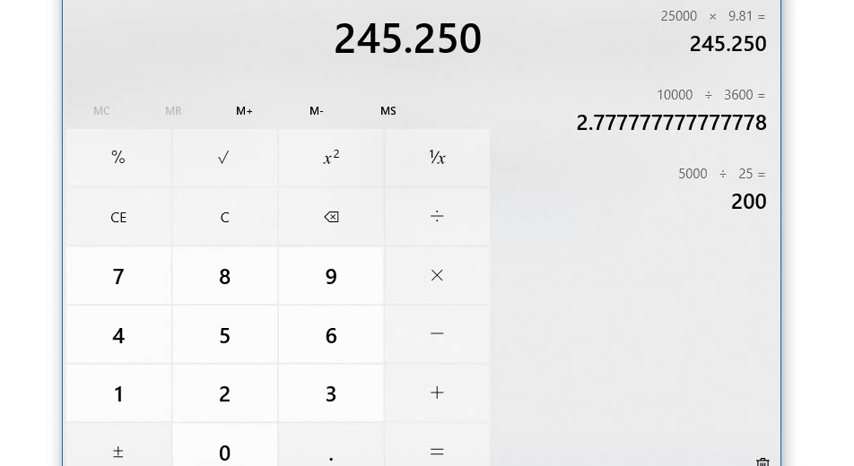 245.250
25000 × 9.81 =
245.250
10000 ÷ 3600 =
2.777777777777778
5000 ÷ 25 =
200
MC MR M+ M- MS
% √ x² ¹/x
CE C ÷
7 8 9 ×
4 5 6 −
1 2 3 +
± 0 . =